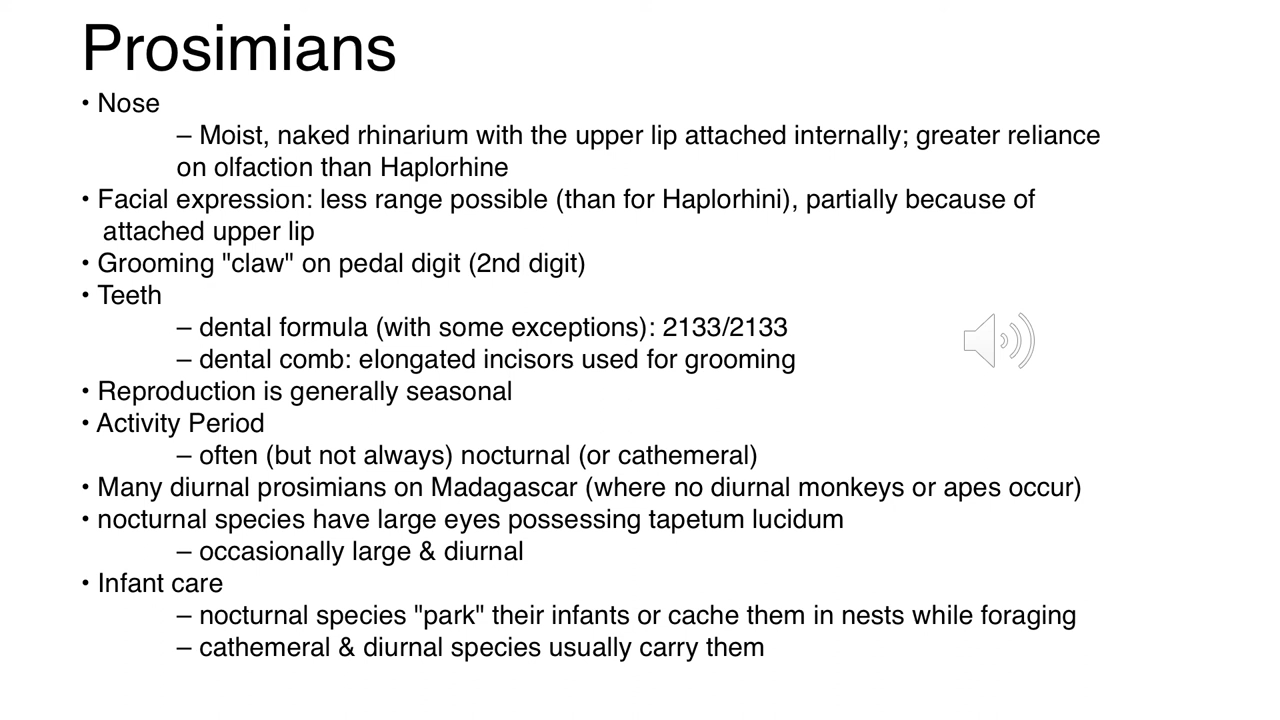 Prosimians
• Nose
– Moist, naked rhinarium with the upper lip attached internally; greater reliance
on olfaction than Haplorhine
• Facial expression: less range possible (than for Haplorhini), partially because of
attached upper lip
• Grooming "claw" on pedal digit (2nd digit)
• Teeth
– dental formula (with some exceptions): 2133/2133
– dental comb: elongated incisors used for grooming
• Reproduction is generally seasonal
• Activity Period
– often (but not always) nocturnal (or cathemeral)
• Many diurnal prosimians on Madagascar (where no diurnal monkeys or apes occur)
• nocturnal species have large eyes possessing tapetum lucidum
– occasionally large & diurnal
• Infant care
– nocturnal species "park" their infants or cache them in nests while foraging
– cathemeral & diurnal species usually carry them